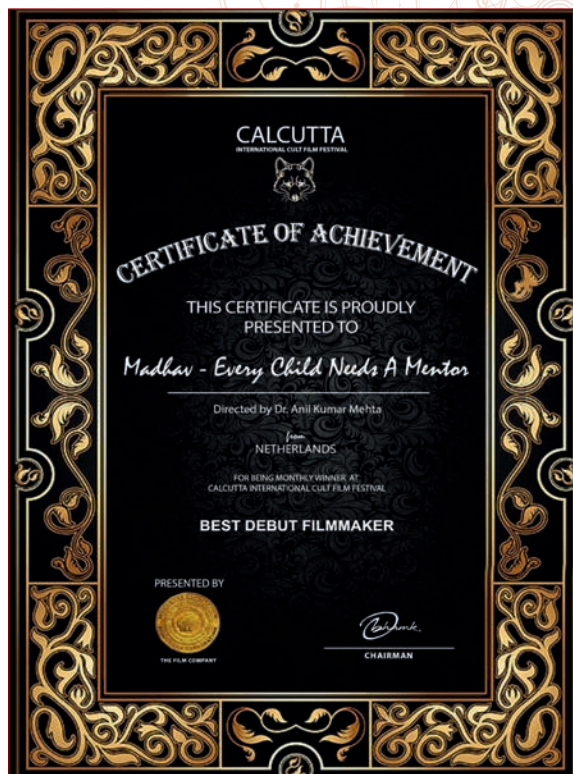 CALCUTTA
INTERNATIONAL CULT FILM FESTIVAL
CERTIFICATE OF ACHIEVEMENT
THIS CERTIFICATE IS PROUDLY
PRESENTED TO
Madhav - Every Child Needs A Mentor
Directed by Dr. Anil Kumar Mehta
from
NETHERLANDS
FOR BEING MONTHLY WINNER AT
CALCUTTA INTERNATIONAL CULT FILM FESTIVAL
BEST DEBUT FILMMAKER
PRESENTED BY
THE FILM COMPANY
CHAIRMAN